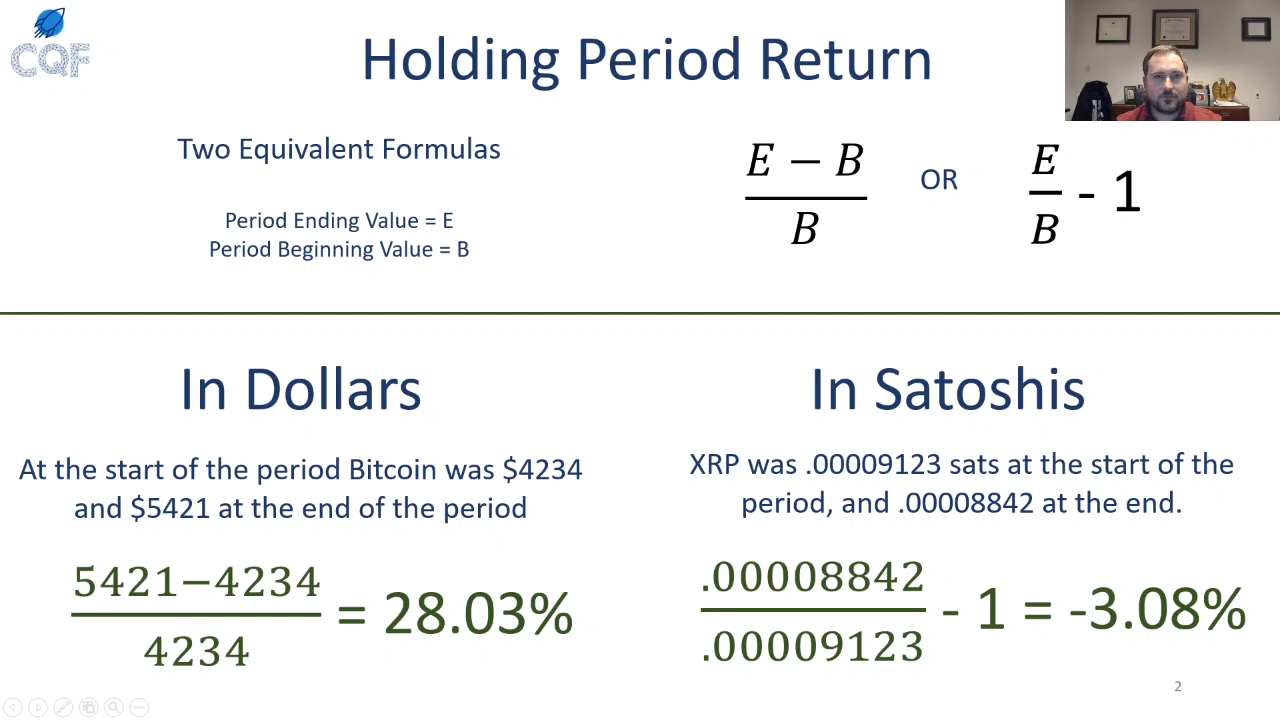 CQF
Holding Period Return
Two Equivalent Formulas
Period Ending Value = E
Period Beginning Value = B
E − B
B
OR
E
B
- 1
In Dollars
At the start of the period Bitcoin was $4234
and $5421 at the end of the period
5421−4234
4234
= 28.03%
In Satoshis
XRP was .00009123 sats at the start of the
period, and .00008842 at the end.
.00008842
.00009123
- 1 = -3.08%
2